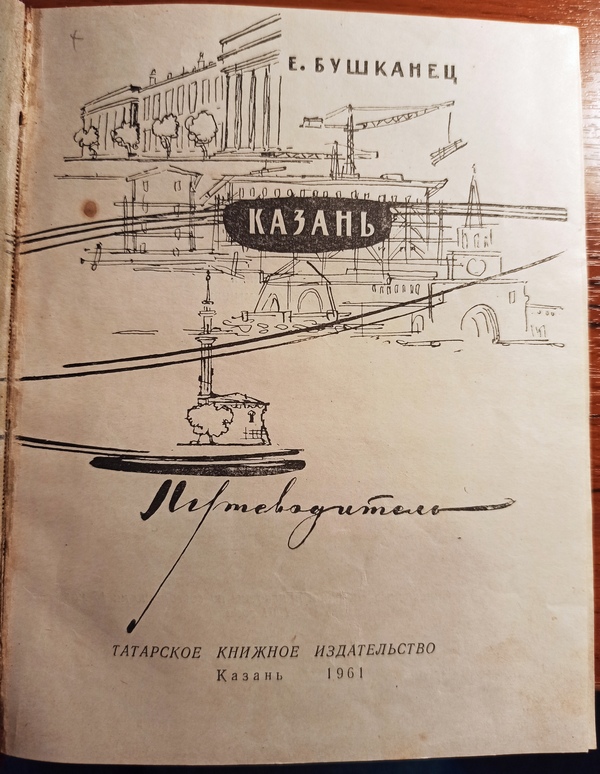 Е. БУШКАНЕЦ
КАЗАНЬ
Путеводитель
ТАТАРСКОЕ КНИЖНОЕ ИЗДАТЕЛЬСТВО
Казань 1961